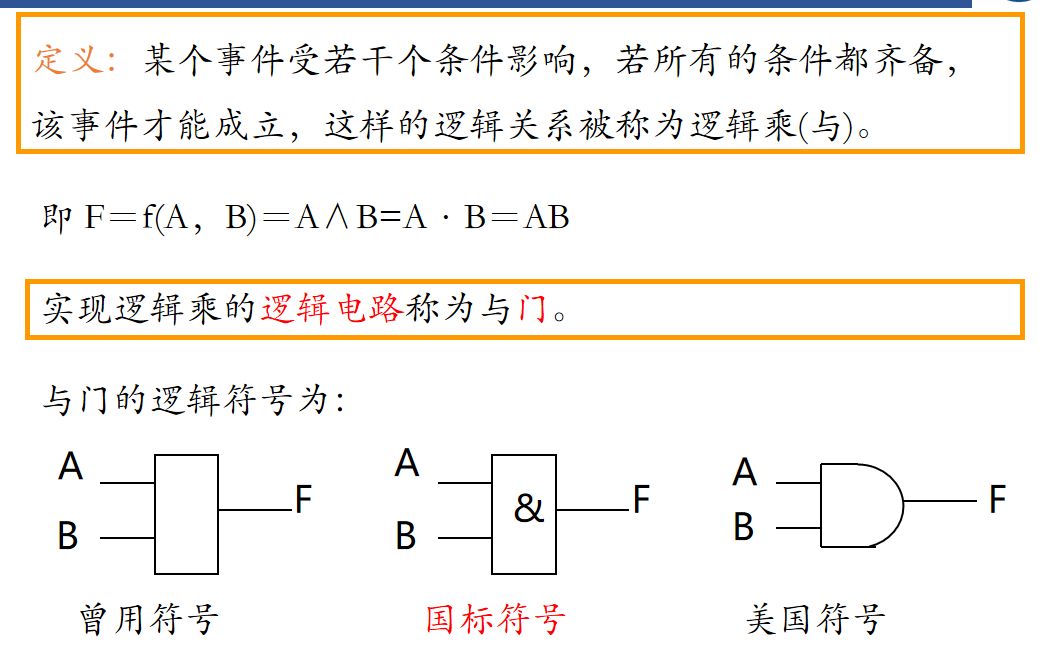 定义：某个事件受若干个条件影响，若所有的条件都齐备，
该事件才能成立，这样的逻辑关系被称为逻辑乘(与)。
即 F＝f(A，B)＝A∧B=A · B＝AB
实现逻辑乘的逻辑电路称为与门。
与门的逻辑符号为：
A
B
F
A
B
&
F
A
B
F
曾用符号
国标符号
美国符号